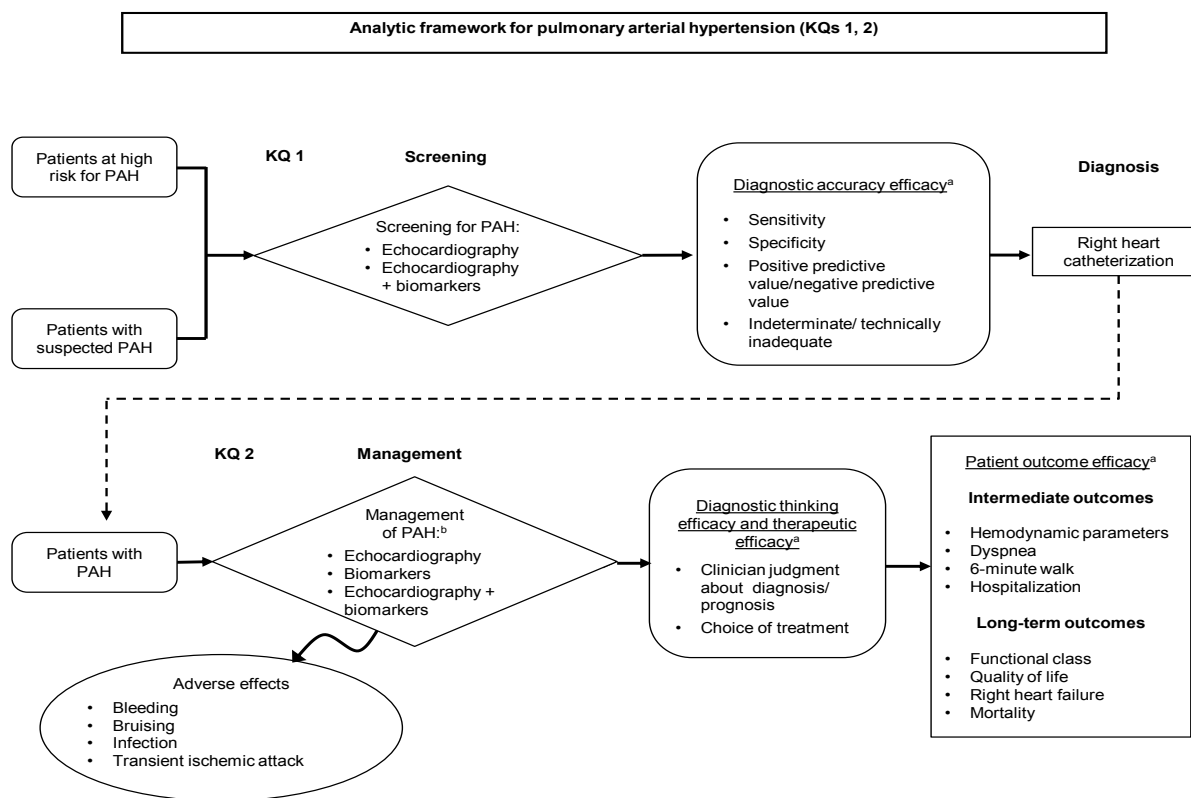 Analytic framework for pulmonary arterial hypertension (KQs 1, 2)
KQ 1
Screening
Diagnosis
Patients at high
risk for PAH
Patients with
suspected PAH
Screening for PAH:
• Echocardiography
• Echocardiography
+ biomarkers
Diagnostic accuracy efficacyᵃ
• Sensitivity
• Specificity
• Positive predictive
value/negative predictive
value
• Indeterminate/ technically
inadequate
Right heart
catheterization
KQ 2
Management
Patients with
PAH
Management
of PAH:ᵇ
• Echocardiography
• Biomarkers
• Echocardiography +
biomarkers
Adverse effects
• Bleeding
• Bruising
• Infection
• Transient ischemic attack
Diagnostic thinking
efficacy and therapeutic
efficacyᵃ
• Clinician judgment
about diagnosis/
prognosis
• Choice of treatment
Patient outcome efficacyᵃ
Intermediate outcomes
• Hemodynamic parameters
• Dyspnea
• 6-minute walk
• Hospitalization
Long-term outcomes
• Functional class
• Quality of life
• Right heart failure
• Mortality